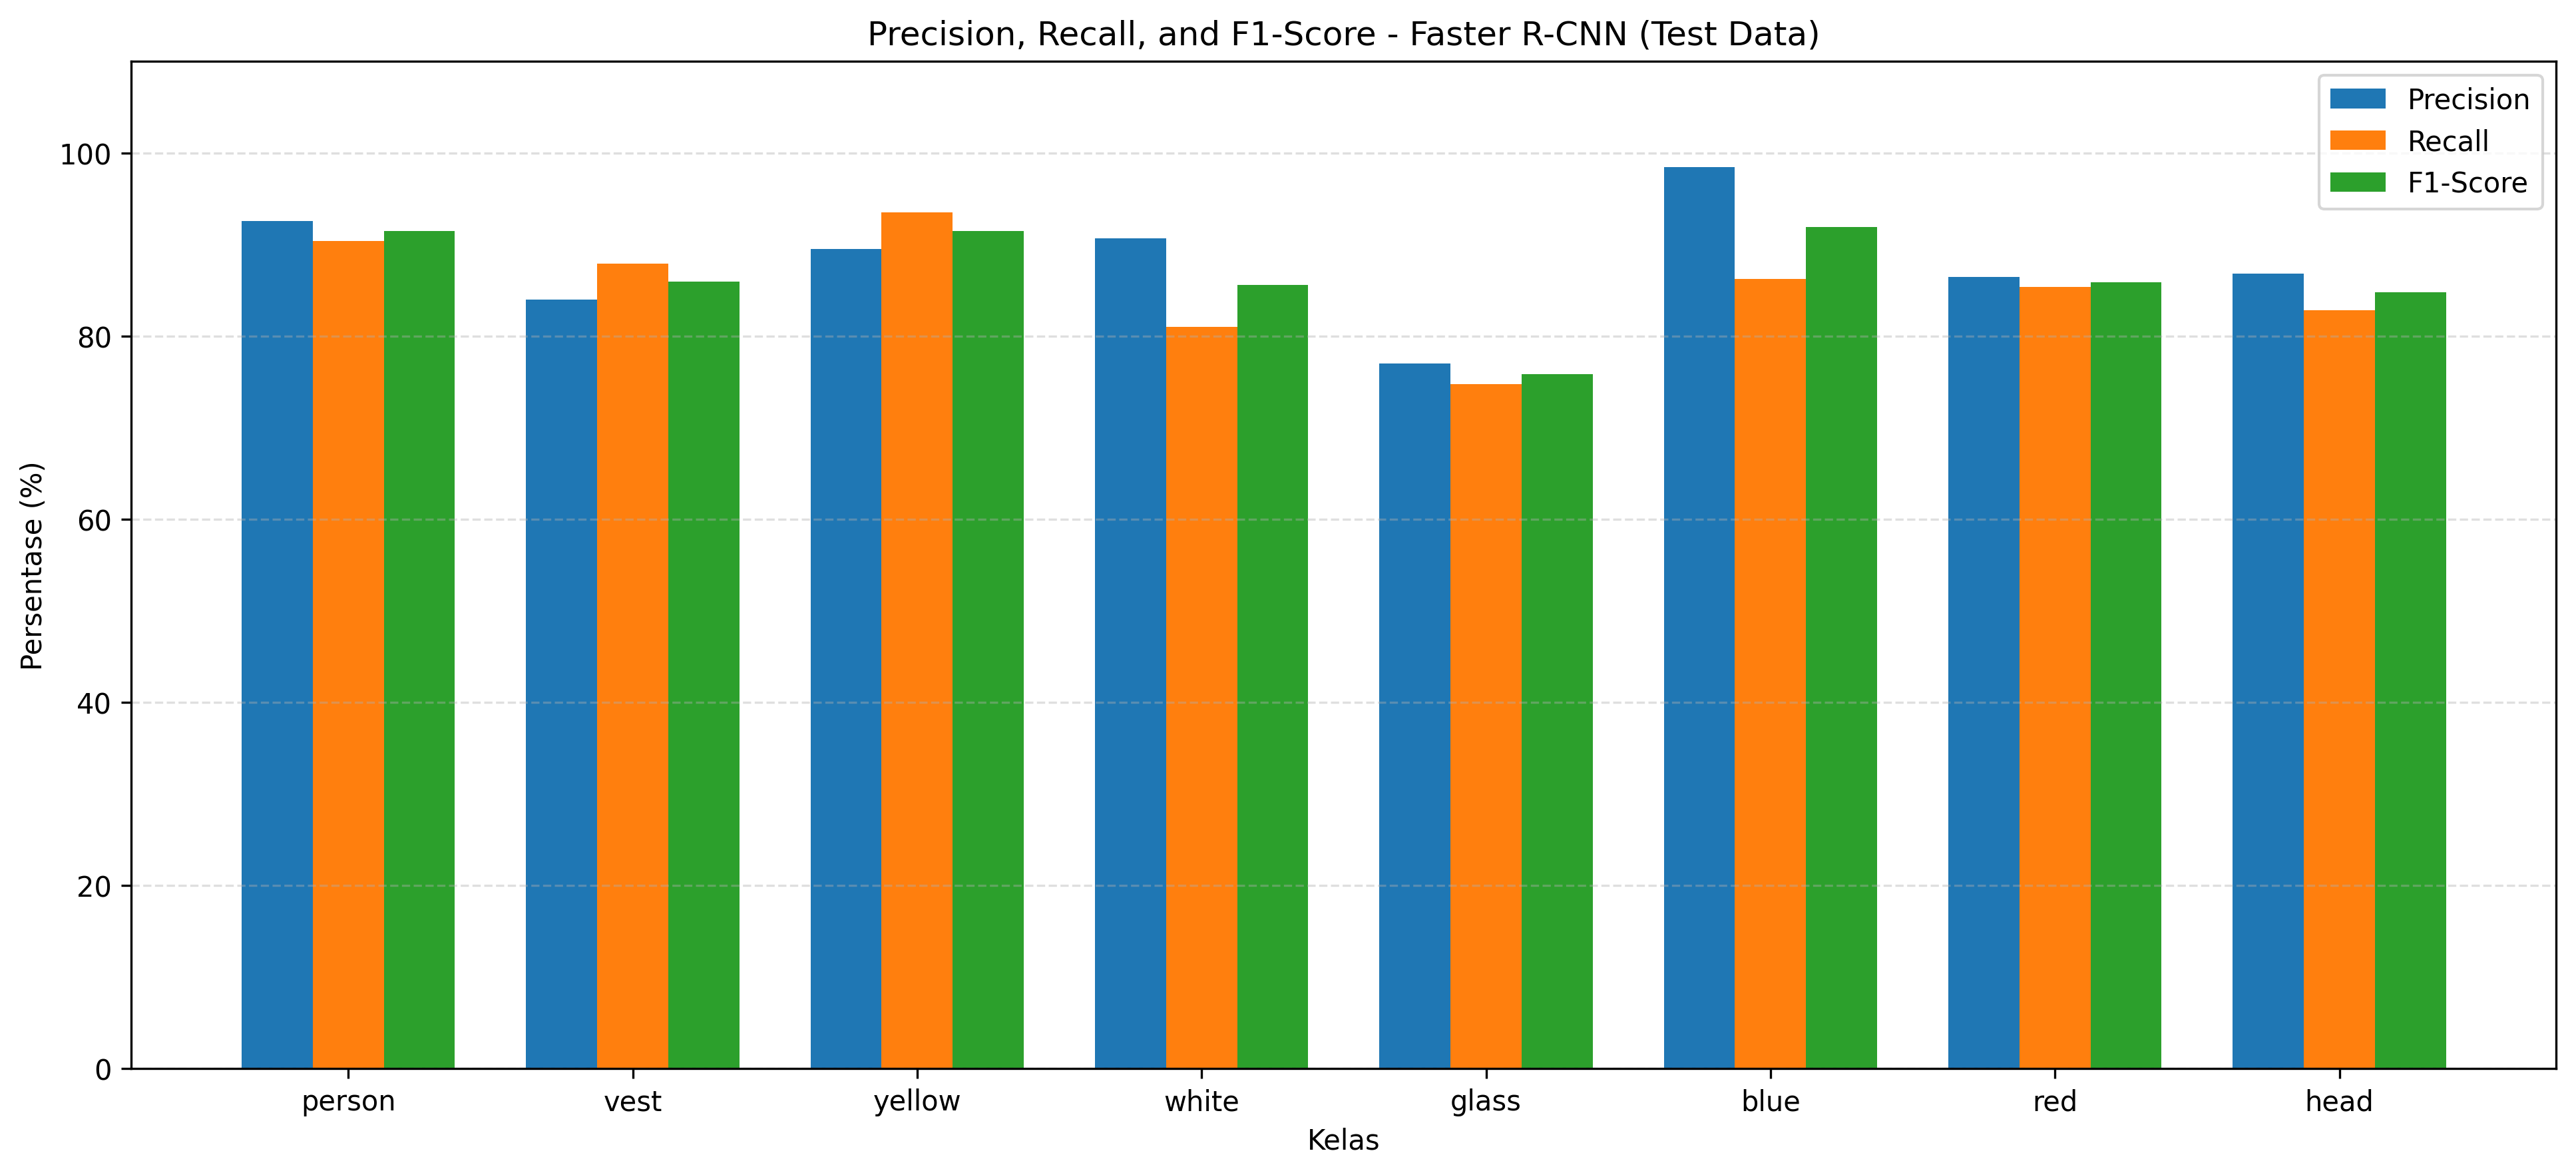 Precision, Recall, and F1-Score - Faster R-CNN (Test Data)
Precision
Recall
F1-Score
Persentase (%)
100
80
60
40
20
0
person vest yellow white glass blue red head
Kelas